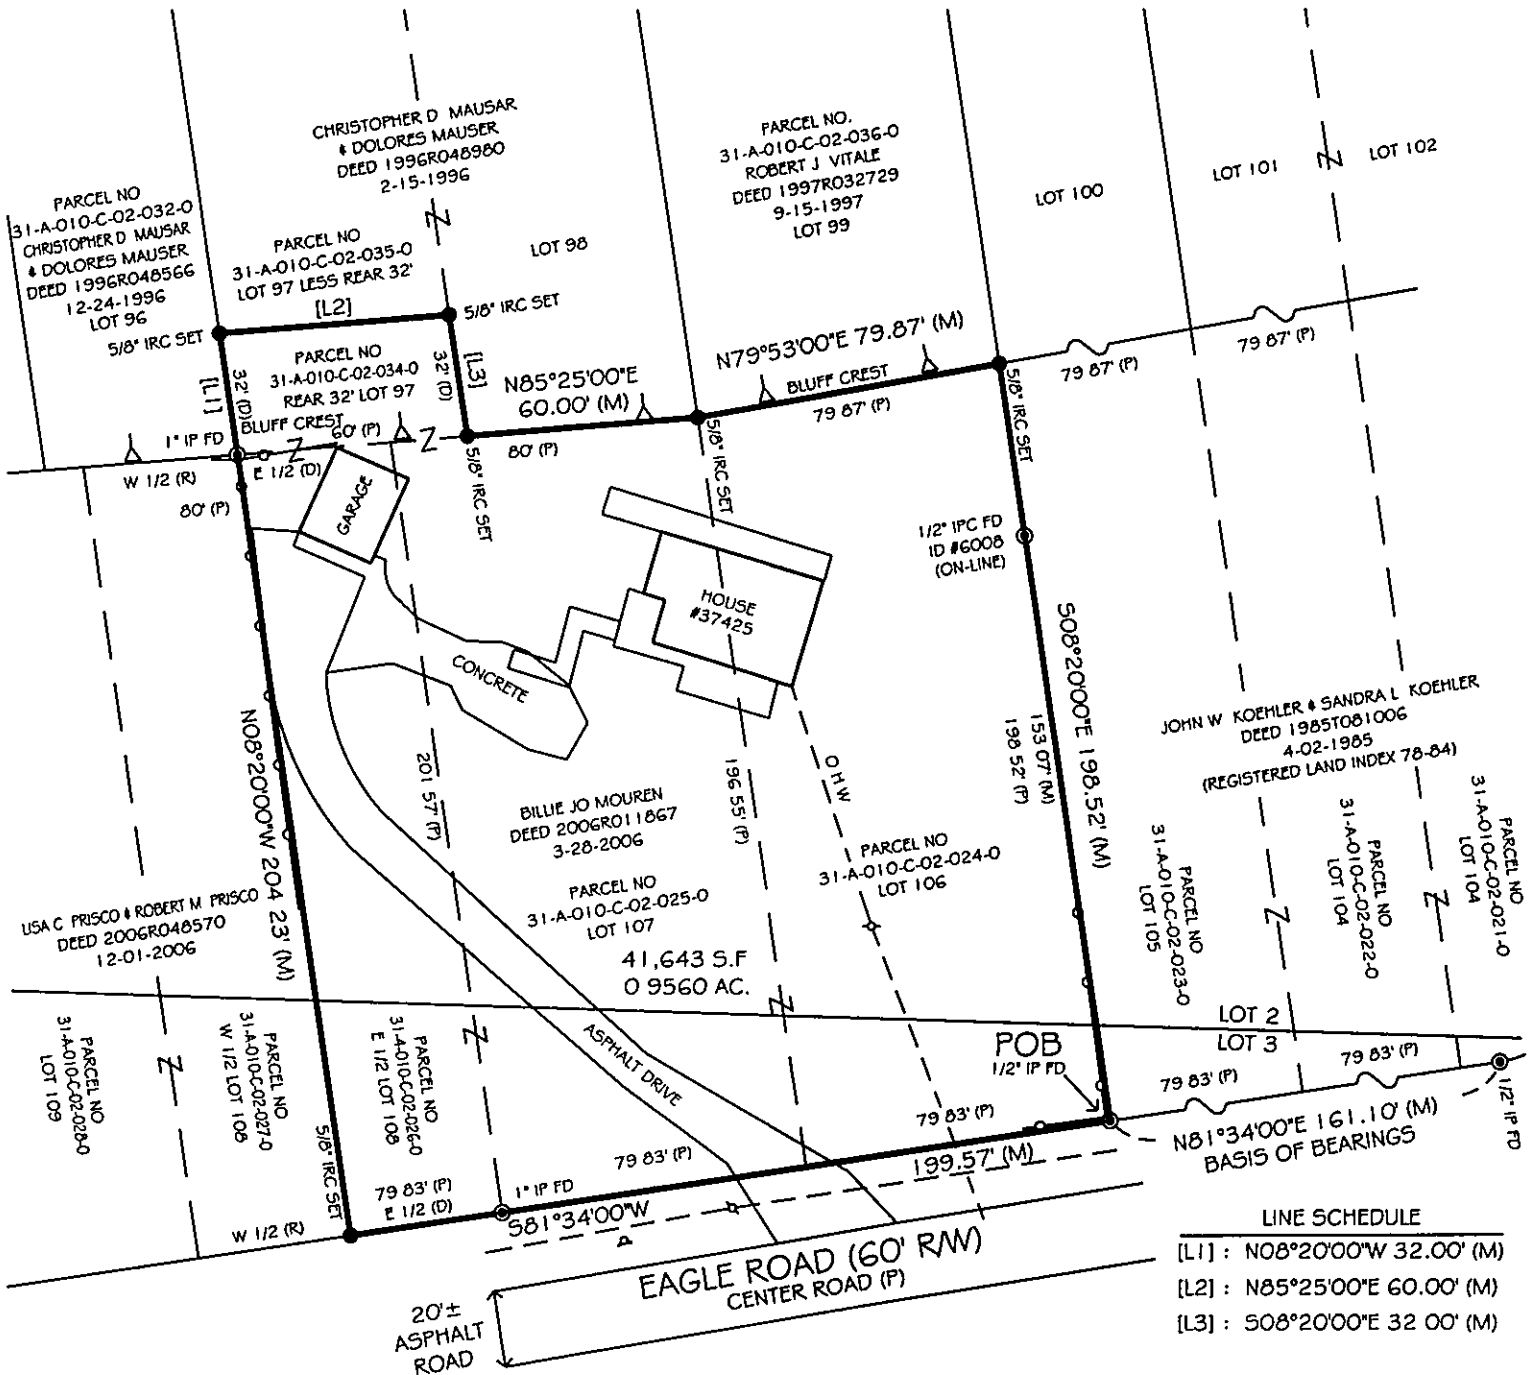 CHRISTOPHER D MAUSAR
& DOLORES MAUSER
DEED 1996R048980
2-15-1996
PARCEL NO.
31-A-010-C-02-036-0
ROBERT J VITALE
DEED 1997R032729
9-15-1997
LOT 99
LOT 100
LOT 101
LOT 102
PARCEL NO
31-A-010-C-02-032-0
CHRISTOPHER D MAUSAR
& DOLORES MAUSER
DEED 1996R048566
12-24-1996
LOT 96
PARCEL NO
31-A-010-C-02-035-0
LOT 97 LESS REAR 32'
[L2]
LOT 98
5/8" IRC SET
5/8" IRC SET
PARCEL NO
31-A-010-C-02-034-0
REAR 32' LOT 97
[L1]
32' (D)
32' (D)
[L3]
BLUFF CREST
60' (P)
1" IP FD
W 1/2 (R)
E 1/2 (D)
80' (P)
N85°25'00"E
60.00' (M)
80' (P)
N79°53'00"E 79.87' (M)
BLUFF CREST
79 87' (P)
79 87' (P)
79 87' (P)
5/8" IRC SET
5/8" IRC SET
5/8" IRC SET
GARAGE
HOUSE
#37425
CONCRETE
1/2" IPC FD
ID #6008
(ON-LINE)
S08°20'00"E 198.52' (M)
153 07' (M)
198 52' (P)
N08°20'00"W 204 23' (M)
201 57' (P)
196 55' (P)
OHW
BILLIE JO MOUREN
DEED 2006R011867
3-28-2006
PARCEL NO
31-A-010-C-02-025-0
LOT 107
41,643 S.F
0 9560 AC.
PARCEL NO
31-A-010-C-02-024-0
LOT 106
JOHN W KOEHLER & SANDRA L KOEHLER
DEED 1985T081006
4-02-1985
(REGISTERED LAND INDEX 78-84)
PARCEL NO
31-A-010-C-02-023-0
LOT 105
PARCEL NO
31-A-010-C-02-022-0
LOT 104
PARCEL NO
31-A-010-C-02-021-0
LOT 104
USA C PRISCO & ROBERT M PRISCO
DEED 2006R048570
12-01-2006
PARCEL NO
31-A-010-C-02-028-0
LOT 109
PARCEL NO
31-A-010-C-02-027-0
W 1/2 LOT 108
PARCEL NO
31-4-010-C-02-026-0
E 1/2 LOT 108
5/8" IRC SET
ASPHALT DRIVE
LOT 2
LOT 3
POB
1/2" IP FD
79 83' (P)
79 83' (P)
1/2" IP FD
79 83' (P)
N81°34'00"E 161.10' (M)
BASIS OF BEARINGS
199.57' (M)
79 83' (P)
79 83' (P)
E 1/2 (D)
1" IP FD
S81°34'00"W
W 1/2 (R)
EAGLE ROAD (60' R/W)
CENTER ROAD (P)
20'±
ASPHALT
ROAD
LINE SCHEDULE
[L1] : N08°20'00"W 32.00' (M)
[L2] : N85°25'00"E 60.00' (M)
[L3] : S08°20'00"E 32 00' (M)